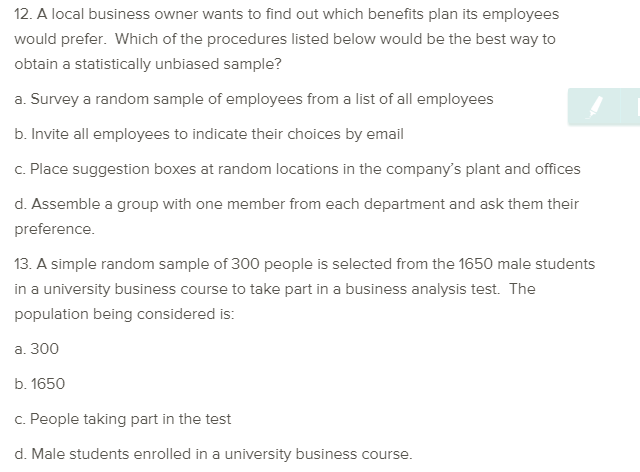 12. A local business owner wants to find out which benefits plan its employees
would prefer.  Which of the procedures listed below would be the best way to
obtain a statistically unbiased sample?
a. Survey a random sample of employees from a list of all employees
b. Invite all employees to indicate their choices by email
c. Place suggestion boxes at random locations in the company's plant and offices
d. Assemble a group with one member from each department and ask them their
preference.
13. A simple random sample of 300 people is selected from the 1650 male students
in a university business course to take part in a business analysis test.  The
population being considered is:
a. 300
b. 1650
c. People taking part in the test
d. Male students enrolled in a university business course.